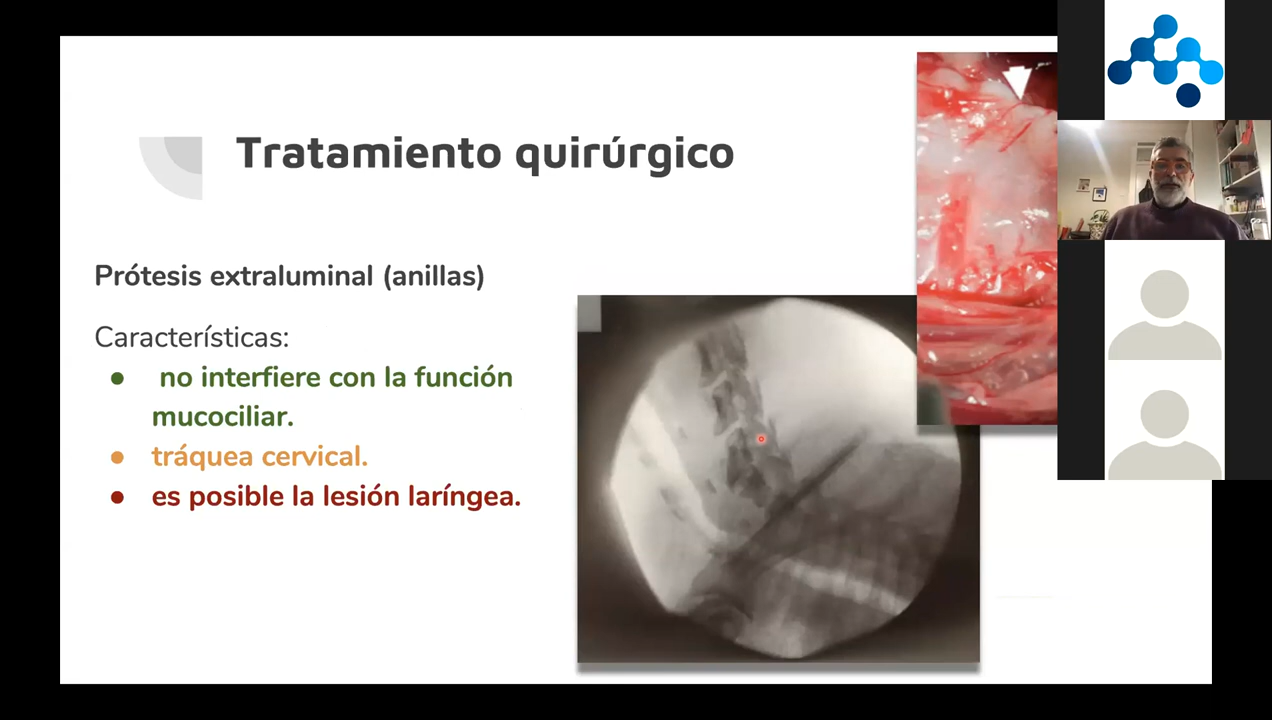 Tratamiento quirúrgico
Prótesis extraluminal (anillas)
Características:
● no interfiere con la función
mucociliar.
● tráquea cervical.
● es posible la lesión laríngea.